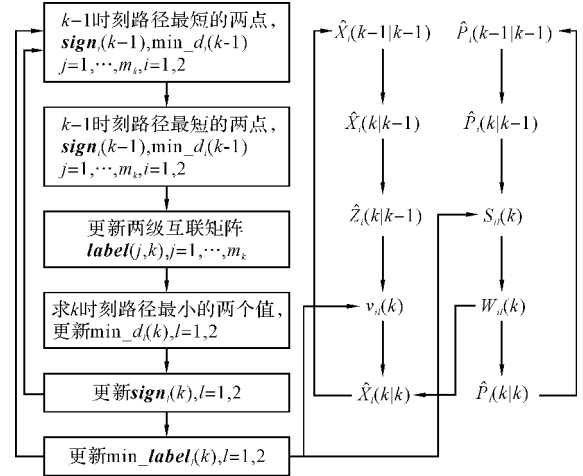 k-1时刻路径最短的两点，
sign_i(k-1),min_d_i(k-1)
j=1,⋯,m_k,i=1,2
k-1时刻路径最短的两点，
sign_i(k-1),min_d_i(k-1)
j=1,⋯,m_k,i=1,2
更新两级互联矩阵
label(j,k),j=1,⋯,m_k
求k时刻路径最小的两个值，
更新min_d_l(k),l=1,2
更新sign_l(k),l=1,2
更新min_label_l(k),l=1,2
X̂_i(k-1|k-1)
X̂_i(k|k-1)
Ẑ_i(k|k-1)
v_il(k)
X̂_i(k|k)
P̂_i(k-1|k-1)
P̂_i(k|k-1)
S_il(k)
W_il(k)
P̂_i(k|k)